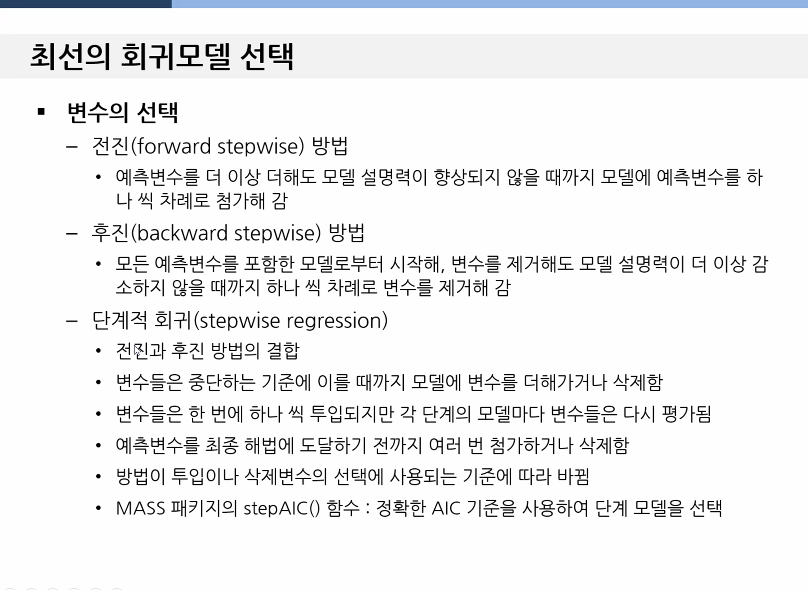 최선의 회귀모델 선택
▪ 변수의 선택
– 전진(forward stepwise) 방법
• 예측변수를 더 이상 더해도 모델 설명력이 향상되지 않을 때까지 모델에 예측변수를 하
나 씩 차례로 첨가해 감
– 후진(backward stepwise) 방법
• 모든 예측변수를 포함한 모델로부터 시작해, 변수를 제거해도 모델 설명력이 더 이상 감
소하지 않을 때까지 하나 씩 차례로 변수를 제거해 감
– 단계적 회귀(stepwise regression)
• 전진과 후진 방법의 결합
• 변수들은 중단하는 기준에 이를 때까지 모델에 변수를 더해가거나 삭제함
• 변수들은 한 번에 하나 씩 투입되지만 각 단계의 모델마다 변수들은 다시 평가됨
• 예측변수를 최종 해법에 도달하기 전까지 여러 번 첨가하거나 삭제함
• 방법이 투입이나 삭제변수의 선택에 사용되는 기준에 따라 바뀜
• MASS 패키지의 stepAIC() 함수 : 정확한 AIC 기준을 사용하여 단계 모델을 선택